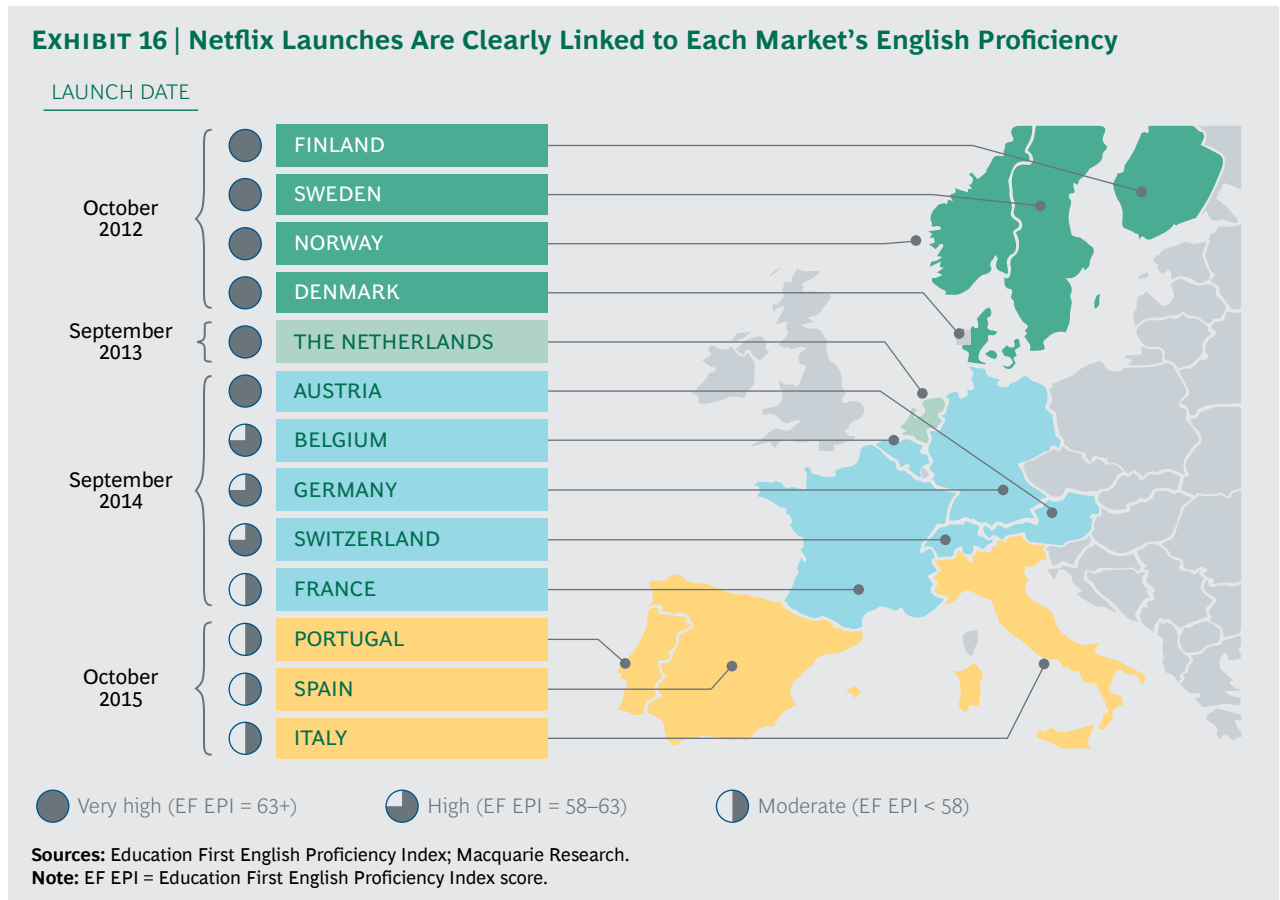 EXHIBIT 16 | Netflix Launches Are Clearly Linked to Each Market’s English Proficiency
LAUNCH DATE
October
2012
FINLAND
SWEDEN
NORWAY
DENMARK
September
2013
THE NETHERLANDS
September
2014
AUSTRIA
BELGIUM
GERMANY
SWITZERLAND
FRANCE
October
2015
PORTUGAL
SPAIN
ITALY
Very high (EF EPI = 63+)
High (EF EPI = 58–63)
Moderate (EF EPI < 58)
Sources: Education First English Proficiency Index; Macquarie Research.
Note: EF EPI = Education First English Proficiency Index score.